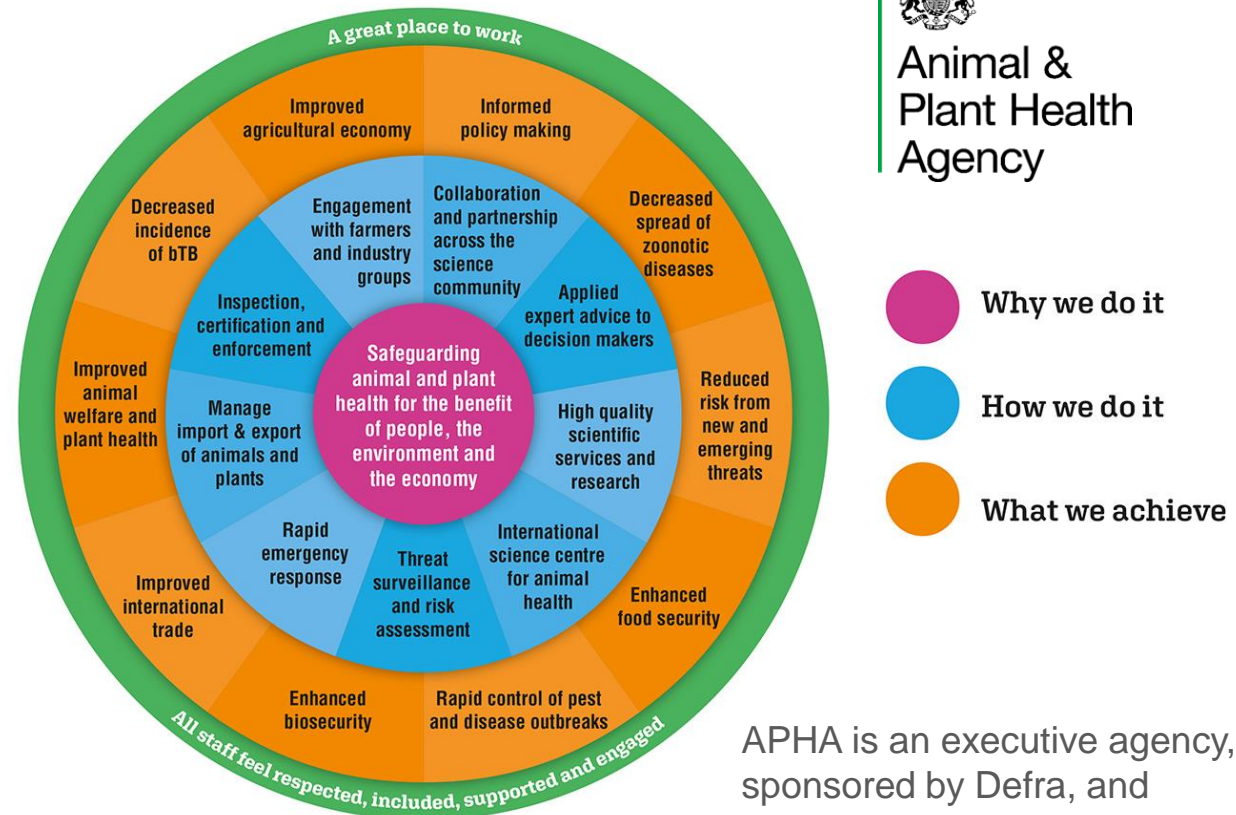 A great place to work
Improved
agricultural economy
Informed
policy making
Decreased
spread of
zoonotic
diseases
Reduced
risk from
new and
emerging
threats
Enhanced
food security
Rapid control of pest
and disease outbreaks
Enhanced
biosecurity
Improved
international
trade
Improved
animal
welfare and
plant health
Decreased
incidence
of bTB
Engagement
with farmers
and industry
groups
Collaboration
and partnership
across the
science
community
Applied
expert advice to
decision makers
High quality
scientific
services and
research
International
science centre
for animal
health
Threat
surveillance
and risk
assessment
Rapid
emergency
response
Manage
import & export
of animals and
plants
Inspection,
certification and
enforcement
Safeguarding
animal and plant
health for the benefit
of people, the
environment and
the economy
All staff feel respected, included, supported and engaged
Animal &
Plant Health
Agency
Why we do it
How we do it
What we achieve
APHA is an executive agency,
sponsored by Defra, and